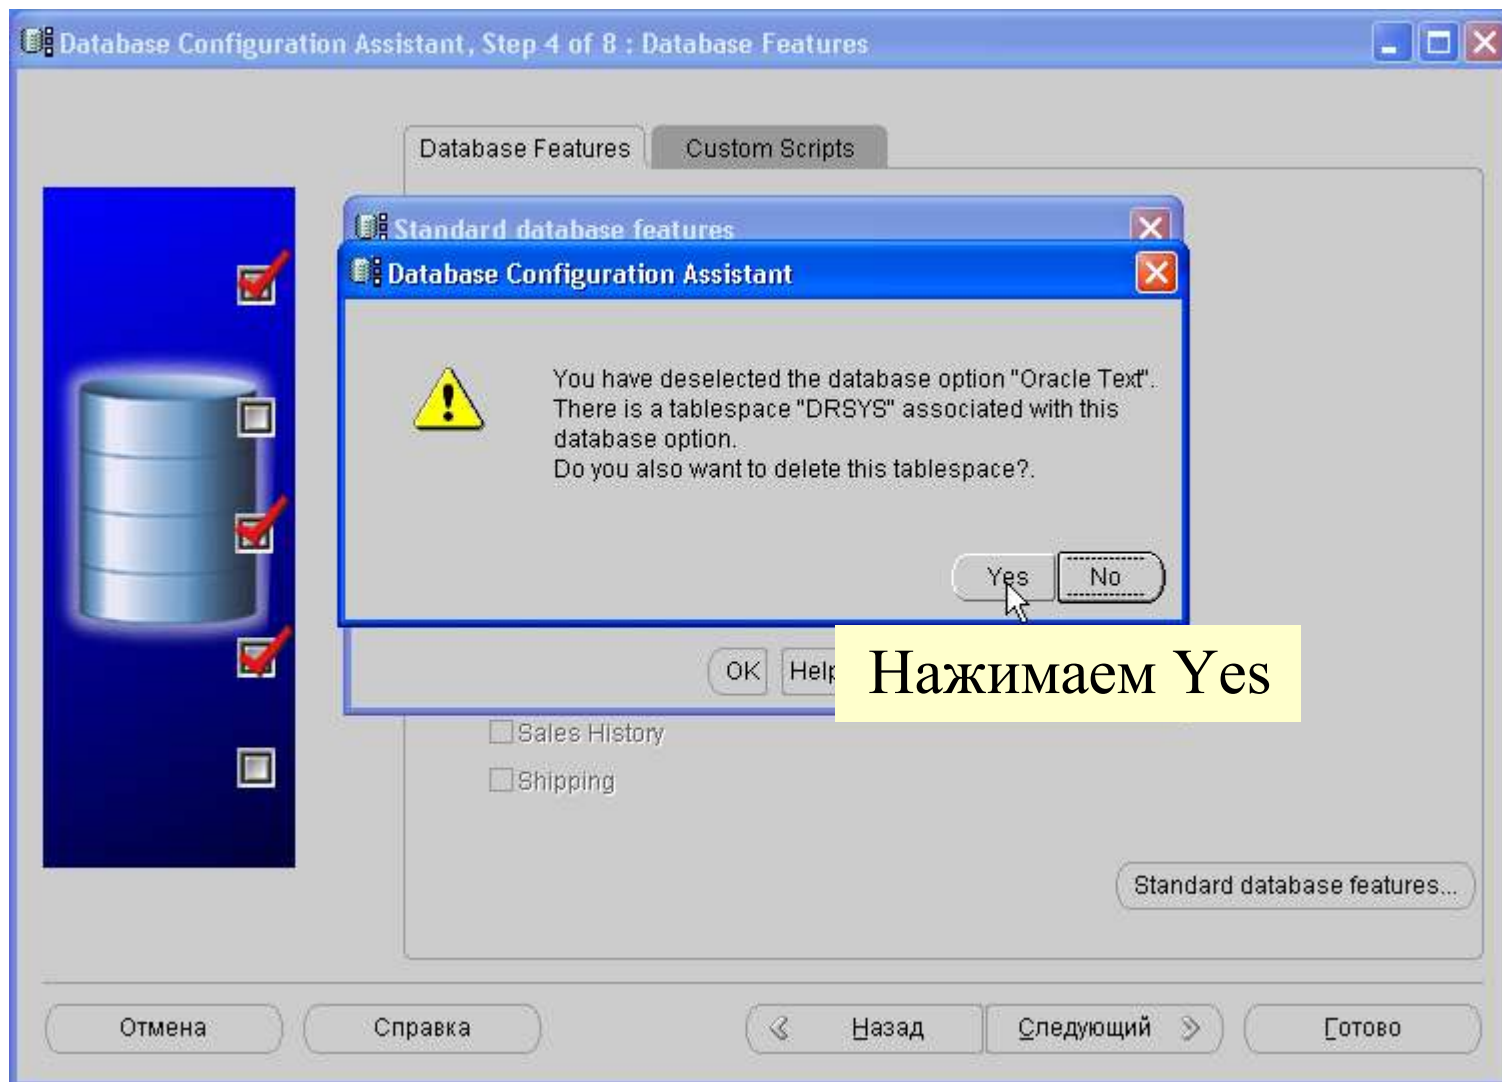 Database Configuration Assistant, Step 4 of 8 : Database Features
Database Features
Custom Scripts
Standard database features
Database Configuration Assistant
You have deselected the database option "Oracle Text".
There is a tablespace "DRSYS" associated with this
database option.
Do you also want to delete this tablespace?.
Yes
No
OK
Help
Нажимаем Yes
Sales History
Shipping
Standard database features...
Отмена
Справка
Назад
Следующий
Готово